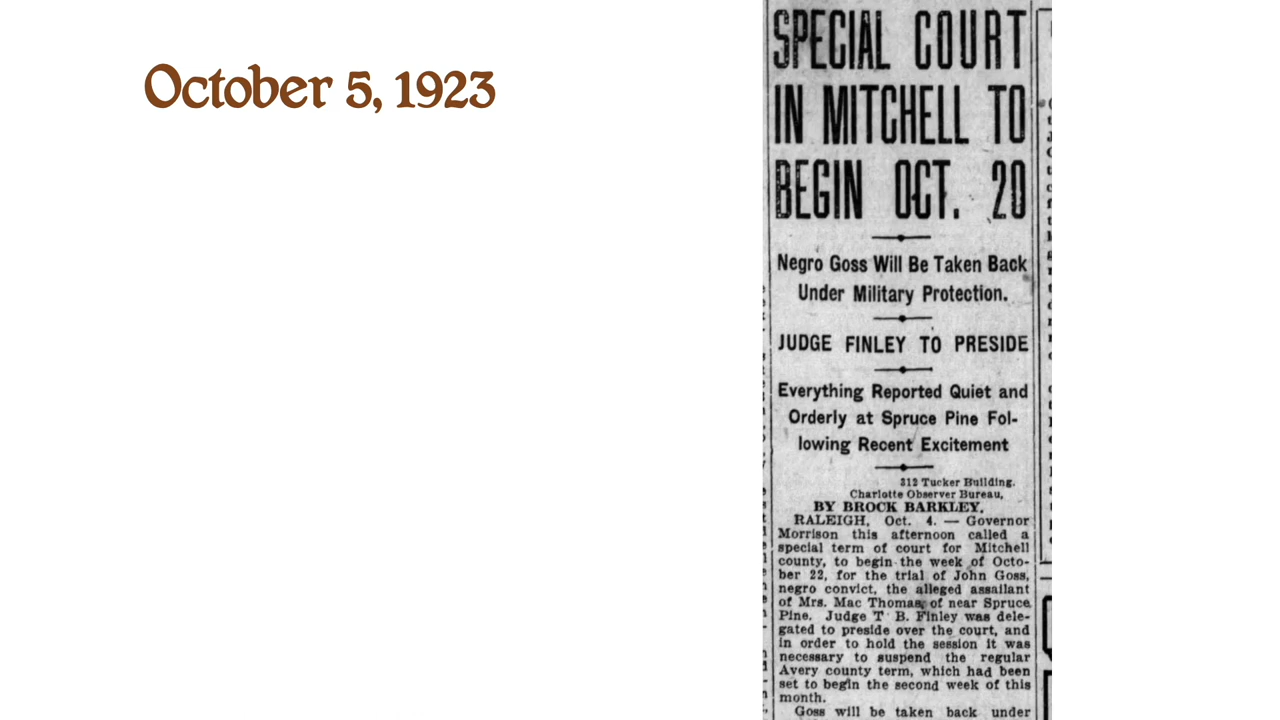 October 5, 1923
SPECIAL COURT
IN MITCHELL TO
BEGIN OCT. 20
Negro Goss Will Be Taken Back
Under Military Protection.
JUDGE FINLEY TO PRESIDE
Everything Reported Quiet and
Orderly at Spruce Pine Fol-
lowing Recent Excitement
312 Tucker Building.
Charlotte Observer Bureau,
BY BROCK BARKLEY.
RALEIGH, Oct. 4. — Governor
Morrison this afternoon called a
special term of court for Mitchell
county, to begin the week of Octo-
ber 22, for the trial of John Goss,
negro convict, the alleged assailant
of Mrs. Mac Thomas, of near Spruce
Pine. Judge T B. Finley was dele-
gated to preside over the court, and
in order to hold the session it was
necessary to suspend the regular
Avery county term, which had been
set to begin the second week of this
month.
Goss will be taken back under